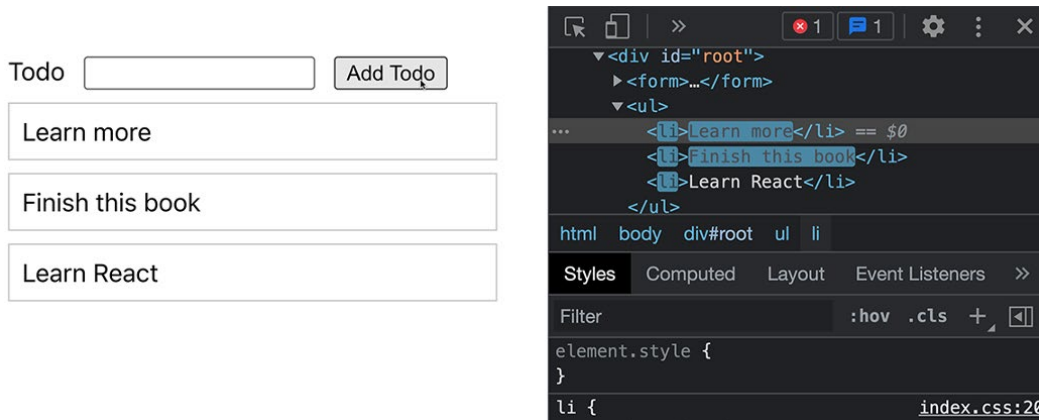 Todo Add Todo
Learn more
Finish this book
Learn React
» 1 1
▼<div id="root">
▶<form>…</form>
▼<ul>
… <li>Learn more</li> == $0
<li>Finish this book</li>
<li>Learn React</li>
</ul>
html body div#root ul li
Styles Computed Layout Event Listeners »
Filter :hov .cls +
element.style {
}
li { index.css:20